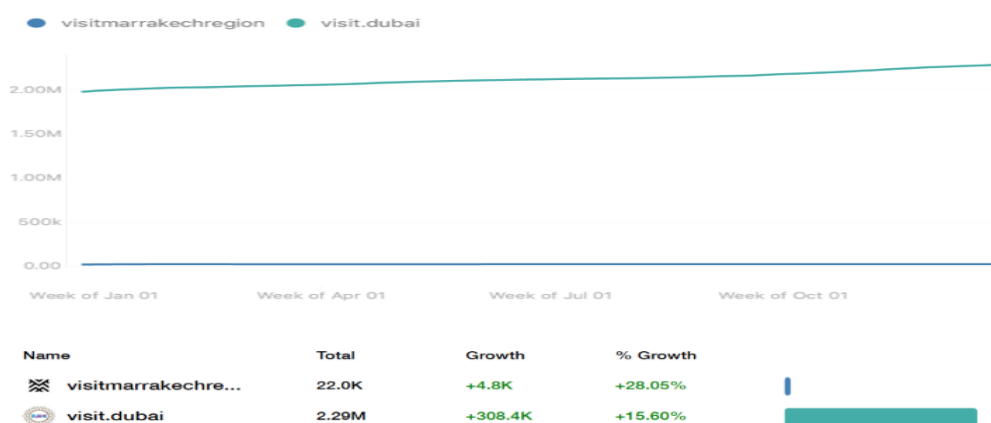 visitmarrakechregion visit.dubai
2.00M
1.50M
1.00M
500k
0.00
Week of Jan 01 Week of Apr 01 Week of Jul 01 Week of Oct 01
Name Total Growth % Growth
visitmarrakechre... 22.0K +4.8K +28.05%
visit.dubai 2.29M +308.4K +15.60%